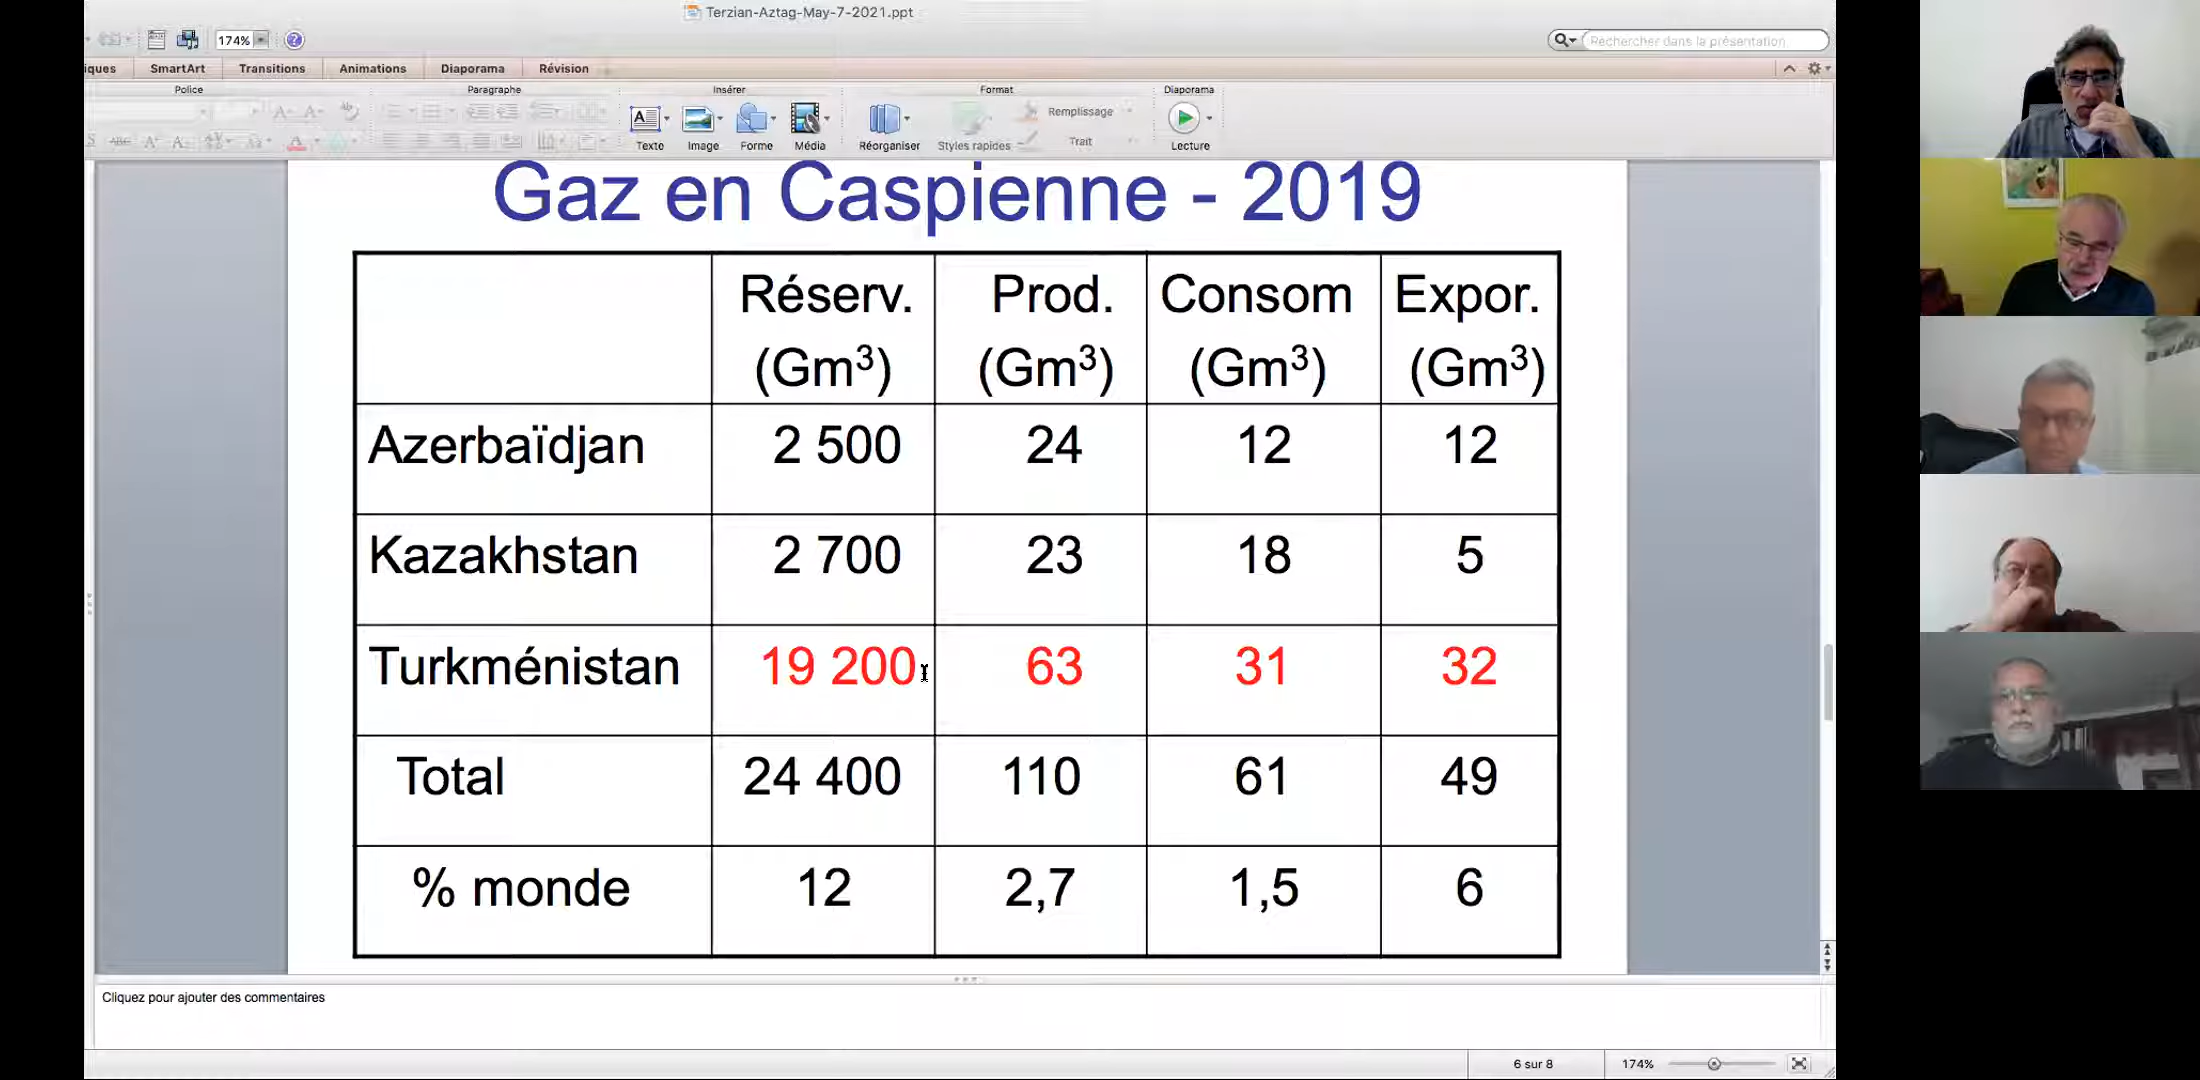 Terzian-Aztag-May-7-2021.ppt
174%
Rechercher dans la présentation
iques SmartArt Transitions Animations Diaporama Révision
Police Paragraphe Insérer Format Diaporama
Remplissage
Trait
Texte Image Forme Média Réorganiser Styles rapides Lecture
Gaz en Caspienne - 2019
Réserv. Prod. Consom Expor.
(Gm³) (Gm³) (Gm³) (Gm³)
Azerbaïdjan 2 500 24 12 12
Kazakhstan 2 700 23 18 5
Turkménistan 19 200 63 31 32
Total 24 400 110 61 49
% monde 12 2,7 1,5 6
Cliquez pour ajouter des commentaires
6 sur 8 174%